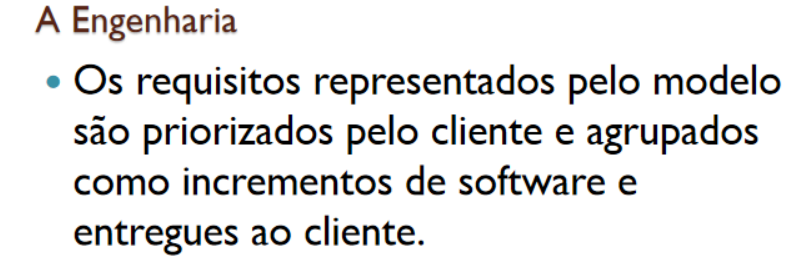 A Engenharia
• Os requisitos representados pelo modelo
são priorizados pelo cliente e agrupados
como incrementos de software e
entregues ao cliente.